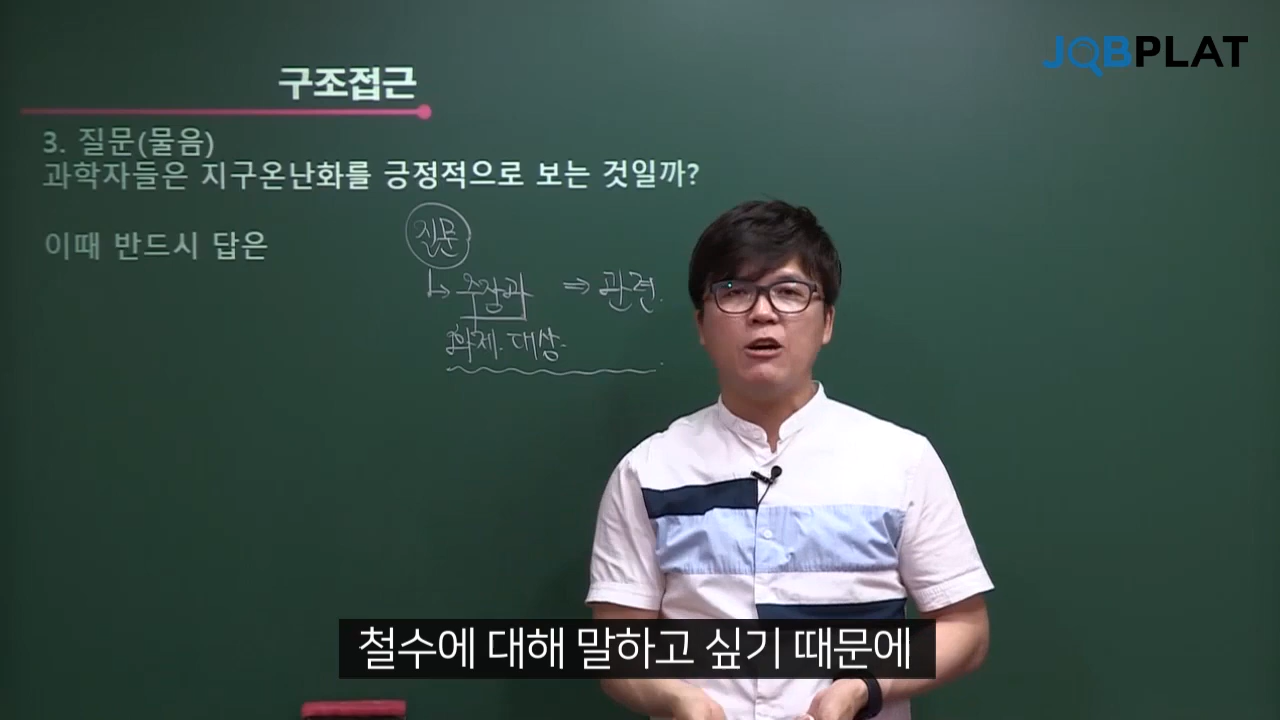 JOBPLAT
구조접근
3. 질문(물음)
과학자들은 지구온난화를 긍정적으로 보는 것일까?
이때 반드시 답은
질문
↳ 주장과 ⇒ 관련.
화제. 대상.
철수에 대해 말하고 싶기 때문에